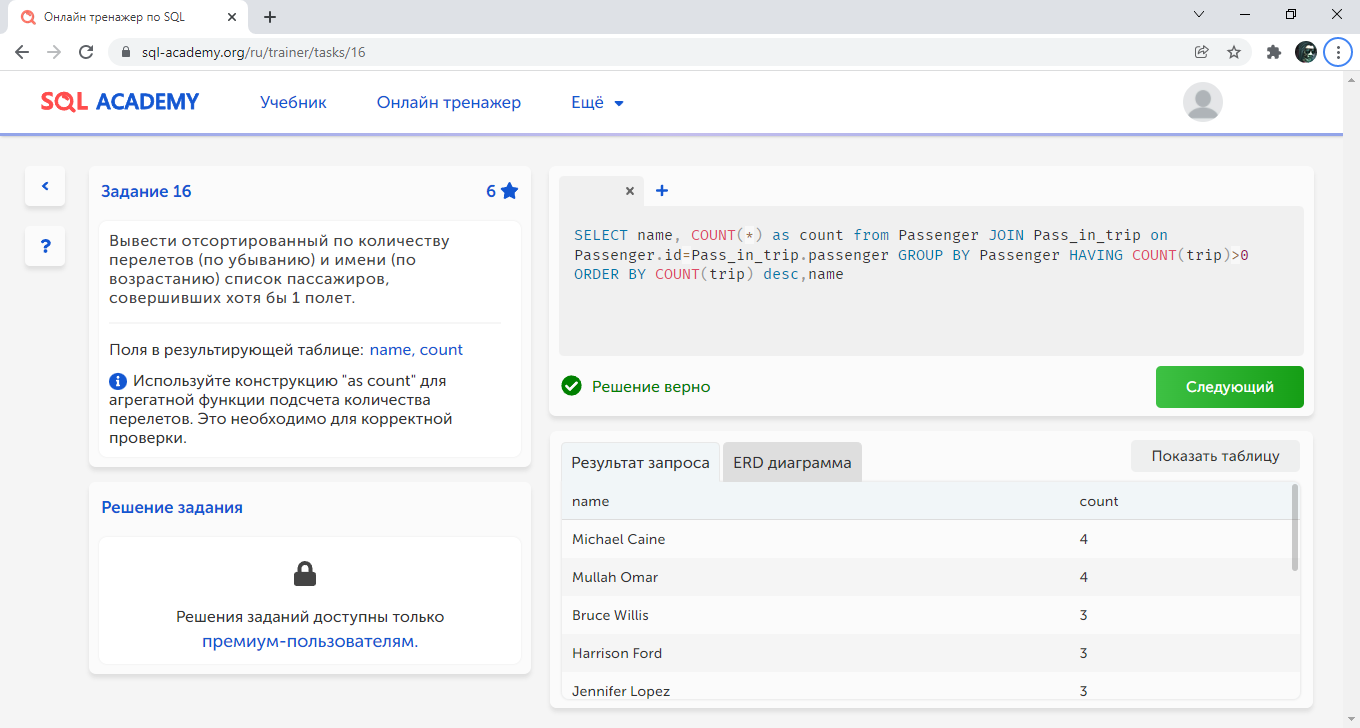 Онлайн тренажер по SQL
sql-academy.org/ru/trainer/tasks/16
SQL ACADEMY
Учебник
Онлайн тренажер
Ещё
Задание 16
6
Вывести отсортированный по количеству
перелетов (по убыванию) и имени (по
возрастанию) список пассажиров,
совершивших хотя бы 1 полет.
Поля в результирующей таблице: name, count
Используйте конструкцию "as count" для
агрегатной функции подсчета количества
перелетов. Это необходимо для корректной
проверки.
Решение задания
Решения заданий доступны только
премиум-пользователям.
SELECT name, COUNT(*) as count from Passenger JOIN Pass_in_trip on
Passenger.id=Pass_in_trip.passenger GROUP BY Passenger HAVING COUNT(trip)>0
ORDER BY COUNT(trip) desc,name
Решение верно
Следующий
Результат запроса
ERD диаграмма
Показать таблицу
name count
Michael Caine 4
Mullah Omar 4
Bruce Willis 3
Harrison Ford 3
Jennifer Lopez 3